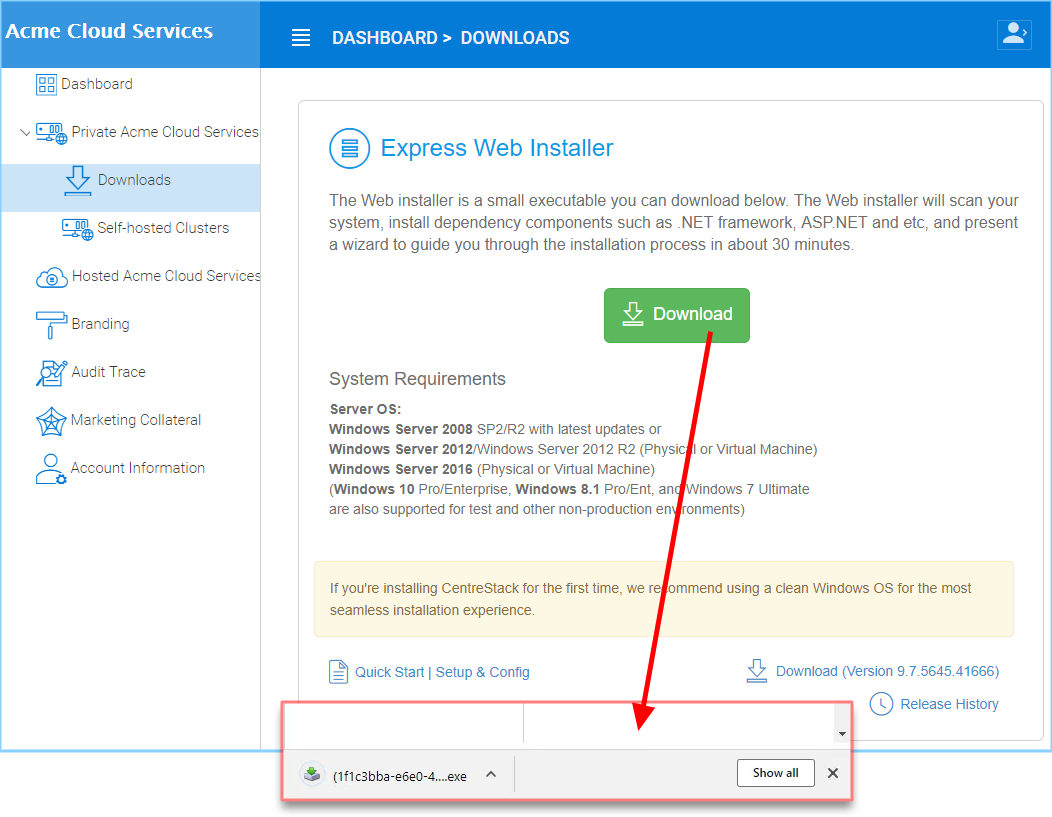 Acme Cloud Services
DASHBOARD > DOWNLOADS
Dashboard
Private Acme Cloud Services
Downloads
Self-hosted Clusters
Hosted Acme Cloud Services
Branding
Audit Trace
Marketing Collateral
Account Information
Express Web Installer
The Web installer is a small executable you can download below. The Web installer will scan your
system, install dependency components such as .NET framework, ASP.NET and etc, and present
a wizard to guide you through the installation process in about 30 minutes.
Download
System Requirements
Server OS:
Windows Server 2008 SP2/R2 with latest updates or
Windows Server 2012/Windows Server 2012 R2 (Physical or Virtual Machine)
Windows Server 2016 (Physical or Virtual Machine)
(Windows 10 Pro/Enterprise, Windows 8.1 Pro/Ent, and Windows 7 Ultimate
are also supported for test and other non-production environments)
If you're installing CentreStack for the first time, we recommend using a clean Windows OS for the most
seamless installation experience.
Quick Start | Setup & Config
Download (Version 9.7.5645.41666)
Release History
(1f1c3bba-e6e0-4....exe
Show all